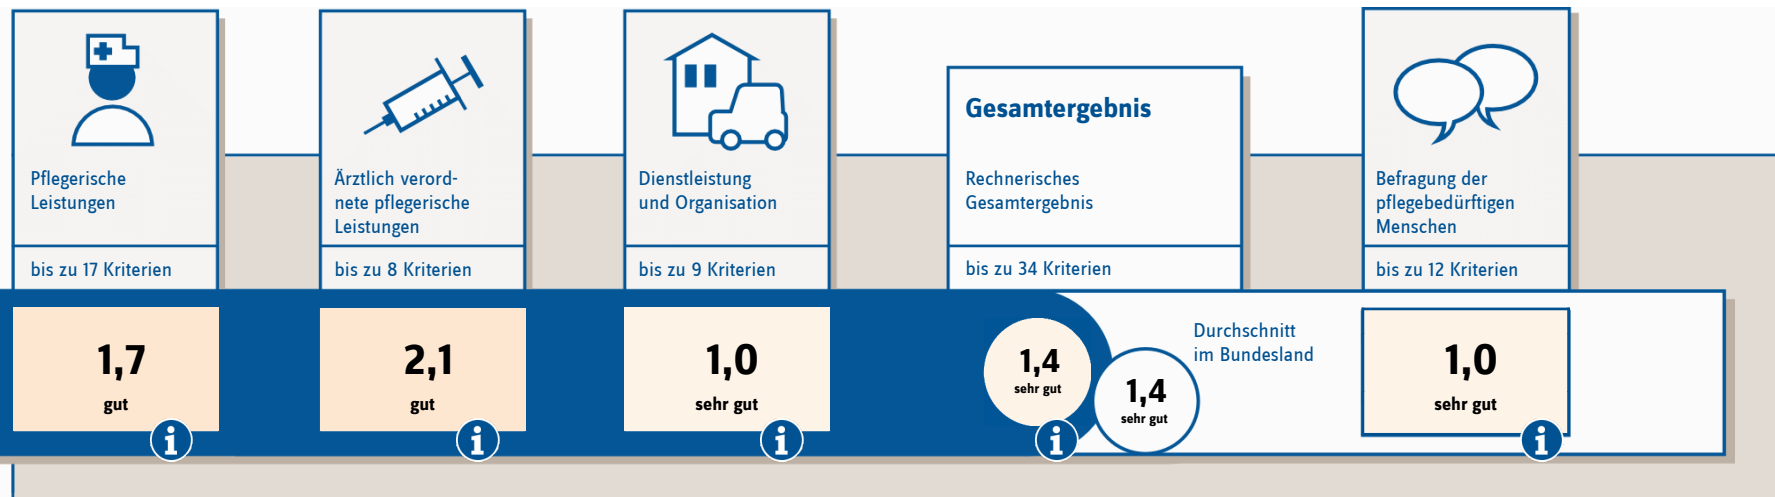 Pflegerische
Leistungen
bis zu 17 Kriterien
1,7
gut
i
Ärztlich verord-
nete pflegerische
Leistungen
bis zu 8 Kriterien
2,1
gut
i
Dienstleistung
und Organisation
bis zu 9 Kriterien
1,0
sehr gut
i
Gesamtergebnis
Rechnerisches
Gesamtergebnis
bis zu 34 Kriterien
1,4
sehr gut
i
Durchschnitt
im Bundesland
1,4
sehr gut
Befragung der
pflegebedürftigen
Menschen
bis zu 12 Kriterien
1,0
sehr gut
i